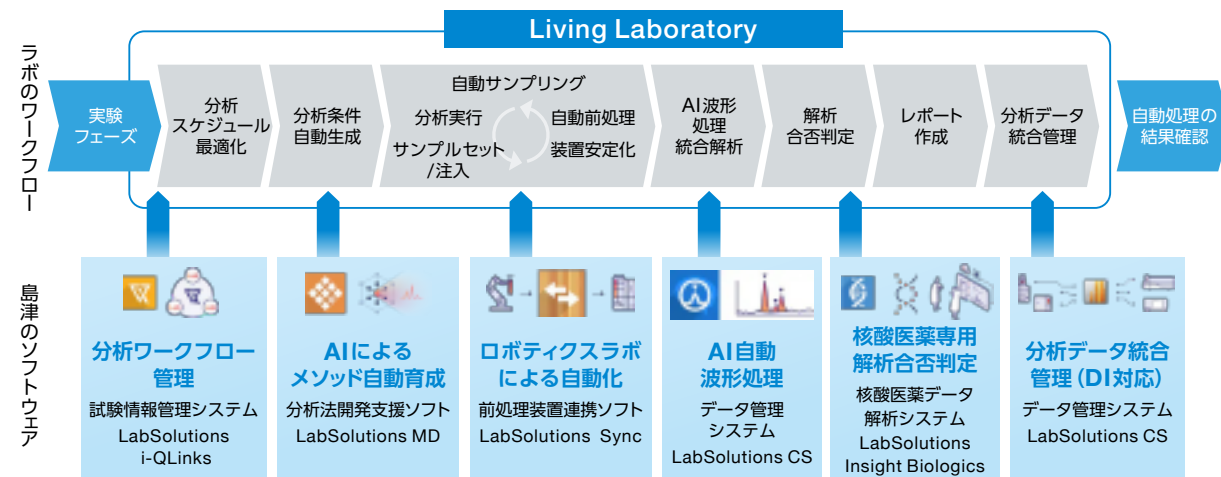 Living Laboratory
ラボのワークフロー
実験
フェーズ
分析
スケジュール
最適化
分析条件
自動生成
自動サンプリング
分析実行
自動前処理
サンプルセット
/注入
装置安定化
AI波形
処理
統合解析
解析
合否判定
レポート
作成
分析データ
統合管理
自動処理の
結果確認
島津のソフトウェア
分析ワークフロー
管理
試験情報管理システム
LabSolutions
i-QLinks
AIによる
メソッド自動育成
分析法開発支援ソフト
LabSolutions MD
ロボティクスラボ
による自動化
前処理装置連携ソフト
LabSolutions Sync
AI自動
波形処理
データ管理
システム
LabSolutions CS
核酸医薬専用
解析合否判定
核酸医薬データ
解析システム
LabSolutions
Insight Biologics
分析データ統合
管理(DI対応)
データ管理システム
LabSolutions CS